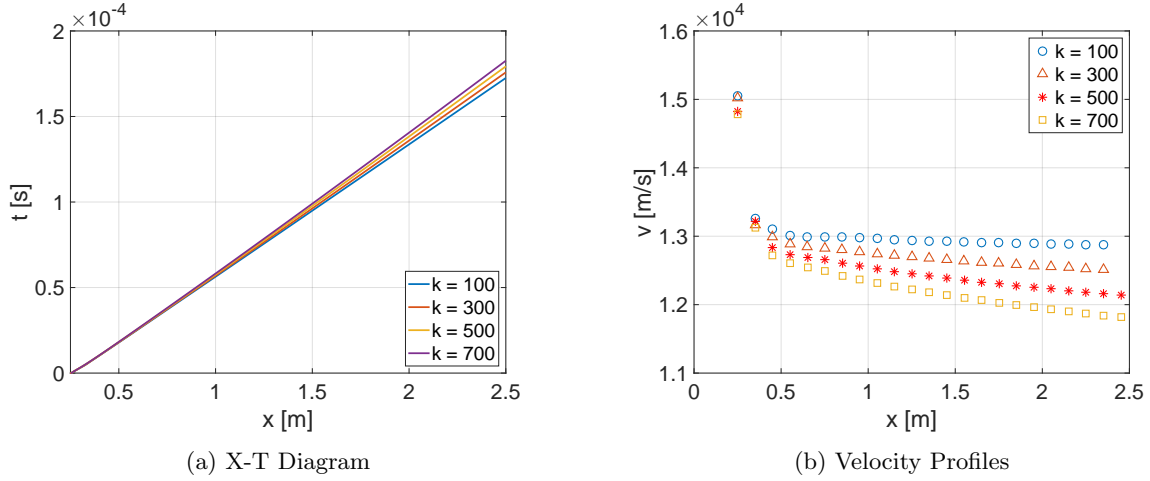 ×10-4
2
1.5
1
0.5
0
t [s]
0.5 1 1.5 2 2.5
x [m]
k = 100
k = 300
k = 500
k = 700
(a) X-T Diagram
×104
1.6
1.5
1.4
1.3
1.2
1.1
v [m/s]
0 0.5 1 1.5 2 2.5
x [m]
k = 100
k = 300
k = 500
k = 700
(b) Velocity Profiles